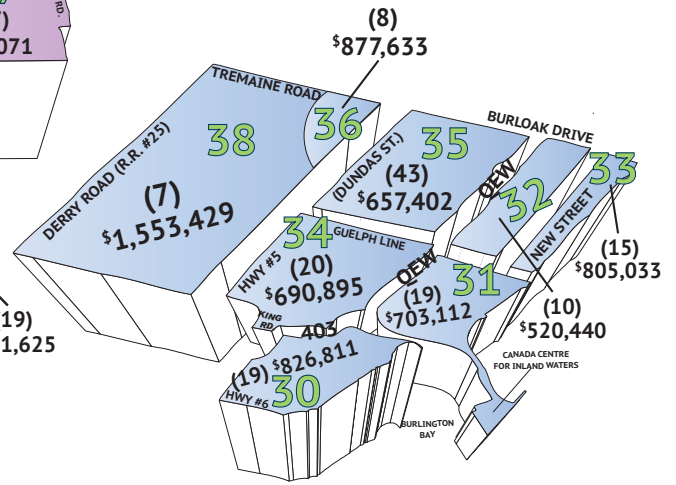 RD.
071
(8)
$877,633
TREMAINE ROAD
38
36
DERRY ROAD (R.R. #25)
(7)
$1,553,429
35
(DUNDAS ST.)
(43)
$657,402
BURLOAK DRIVE
QEW
32
33
NEW STREET
(15)
$805,033
(10)
$520,440
34
GUELPH LINE
HWY #5
(20)
$690,895
QEW
31
(19)
$703,112
KING
RD
403
(19) $826,811
HWY #6
30
19)
1,625
CANADA CENTRE
FOR INLAND WATERS
BURLINGTON
BAY